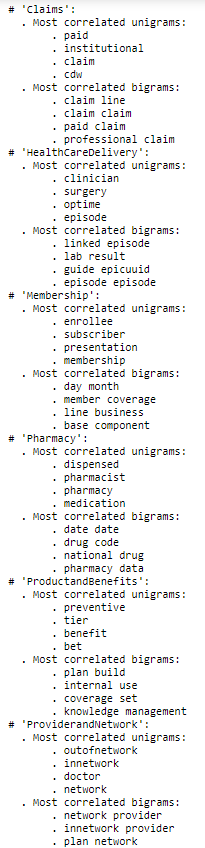 # 'Claims':
. Most correlated unigrams:
. paid
. institutional
. claim
. cdw
. Most correlated bigrams:
. claim line
. claim claim
. paid claim
. professional claim
# 'HealthCareDelivery':
. Most correlated unigrams:
. clinician
. surgery
. optime
. episode
. Most correlated bigrams:
. linked episode
. lab result
. guide epicuuid
. episode episode
# 'Membership':
. Most correlated unigrams:
. enrollee
. subscriber
. presentation
. membership
. Most correlated bigrams:
. day month
. member coverage
. line business
. base component
# 'Pharmacy':
. Most correlated unigrams:
. dispensed
. pharmacist
. pharmacy
. medication
. Most correlated bigrams:
. date date
. drug code
. national drug
. pharmacy data
# 'ProductandBenefits':
. Most correlated unigrams:
. preventive
. tier
. benefit
. bet
. Most correlated bigrams:
. plan build
. internal use
. coverage set
. knowledge management
# 'ProviderandNetwork':
. Most correlated unigrams:
. outofnetwork
. innetwork
. doctor
. network
. Most correlated bigrams:
. network provider
. innetwork provider
. plan network